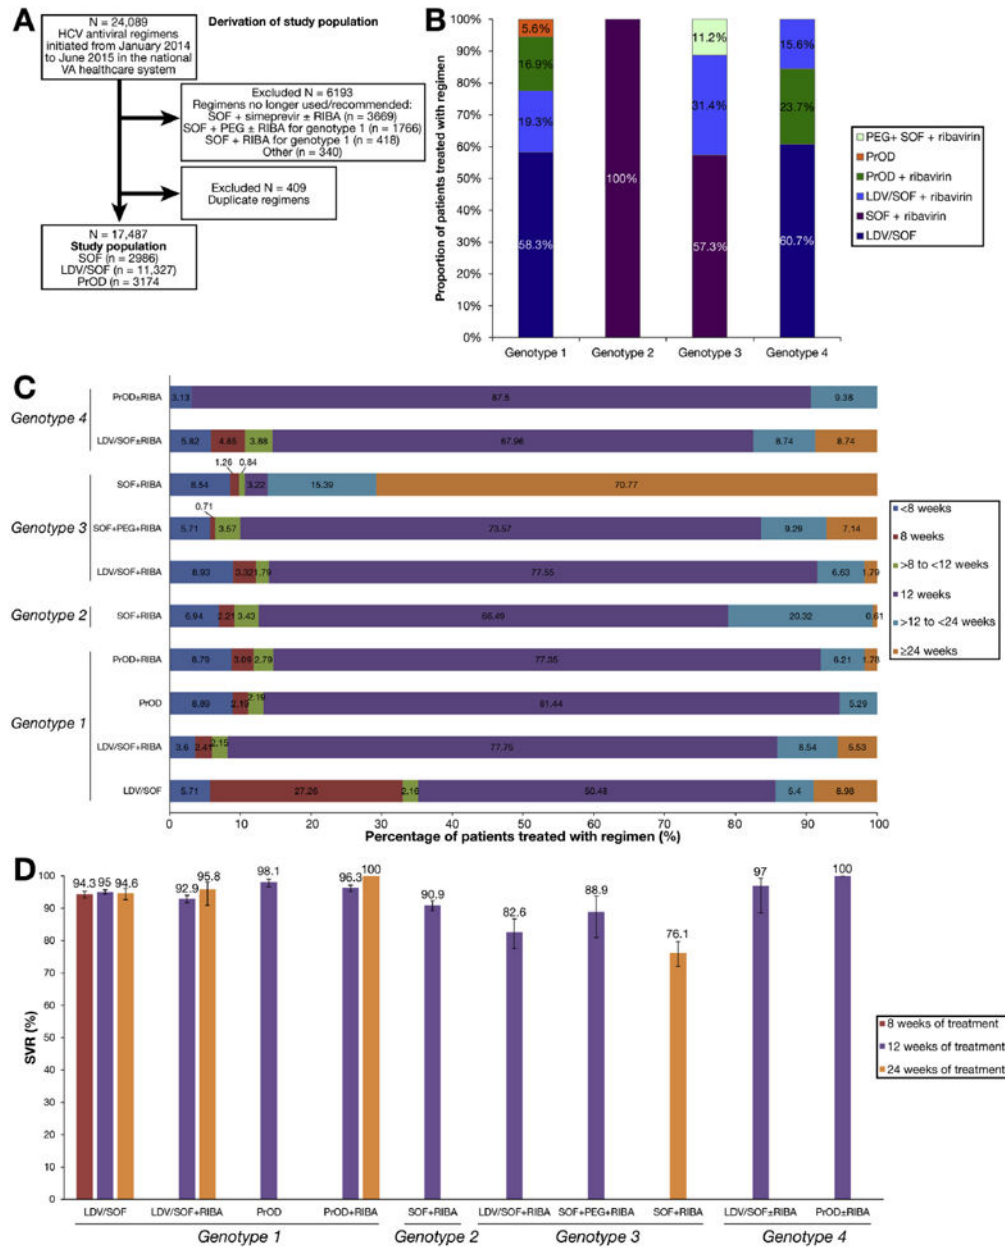 A
Derivation of study population
N = 24,089
HCV antiviral regimens
initiated from January 2014
to June 2015 in the national
VA healthcare system
Excluded N = 6193
Regimens no longer used/recommended:
SOF + simeprevir ± RIBA (n = 3669)
SOF + PEG ± RIBA for genotype 1 (n = 1766)
SOF + RIBA for genotype 1 (n = 418)
Other (n = 340)
Excluded N = 409
Duplicate regimens
N = 17,487
Study population
SOF (n = 2986)
LDV/SOF (n = 11,327)
PrOD (n = 3174
B
Proportion of patients treated with regimen
100%
90%
80%
70%
60%
50%
40%
30%
20%
10%
0%
5.6%
16.9%
19.3%
58.3%
100%
11.2%
31.4%
57.3%
15.6%
23.7%
60.7%
Genotype 1
Genotype 2
Genotype 3
Genotype 4
PEG+ SOF + ribavirin
PrOD
PrOD + ribavirin
LDV/SOF + ribavirin
SOF + ribavirin
LDV/SOF
C
Genotype 4
PrOD±RIBA
3.13
87.5
9.38
LDV/SOF±RIBA
5.82
4.85
3.88
67.96
8.74
8.74
Genotype 3
SOF+RIBA
8.54
1.26
0.84
3.22
15.39
70.77
SOF+PEG+RIBA
5.71
0.71
3.57
73.57
9.29
7.14
LDV/SOF+RIBA
8.93
3.32
1.79
77.55
6.63
1.79
Genotype 2
SOF+RIBA
6.94
2.21
3.43
66.49
20.32
0.61
Genotype 1
PrOD+RIBA
8.79
3.09
2.79
77.35
6.21
1.78
PrOD
8.89
2.19
2.19
81.44
5.29
LDV/SOF+RIBA
3.6
2.41
2.15
77.75
8.54
5.53
LDV/SOF
5.71
27.26
2.16
50.48
5.4
8.98
0 10 20 30 40 50 60 70 80 90 100
Percentage of patients treated with regimen (%)
<8 weeks
8 weeks
>8 to <12 weeks
12 weeks
>12 to <24 weeks
≥24 weeks
D
SVR (%)
100
90
80
70
60
50
40
30
20
10
0
94.3 95 94.6
92.9 95.8
98.1
96.3 100
90.9
82.6
88.9
76.1
97
100
LDV/SOF
LDV/SOF+RIBA
PrOD
PrOD+RIBA
SOF+RIBA
LDV/SOF+RIBA
SOF+PEG+RIBA
SOF+RIBA
LDV/SOF±RIBA
PrOD±RIBA
Genotype 1
Genotype 2
Genotype 3
Genotype 4
8 weeks of treatment
12 weeks of treatment
24 weeks of treatment